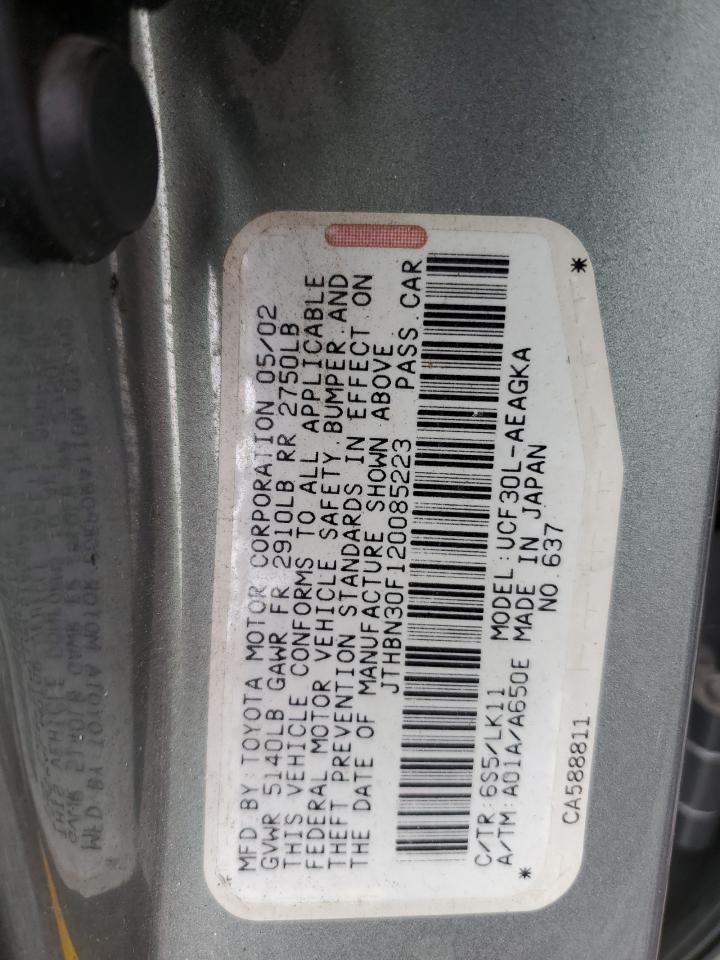 MFD.BY:TOYOTA MOTOR CORPORATION 05/02
GVWR 5140LB GAWR FR 2910LB RR 2750LB
THIS VEHICLE CONFORMS TO ALL APPLICABLE
FEDERAL MOTOR VEHICLE SAFETY.BUMPER.AND
THEFT PREVENTION STANDARDS IN EFFECT ON
THE DATE OF MANUFACTURE SHOWN ABOVE
JTHBN30F120085223 PASS.CAR
C/TR:6S5/LK11 MODEL:UCF30L-AEAGKA
A/TM:A01A/A650E MADE IN JAPAN
* NO.637 *
CA588811